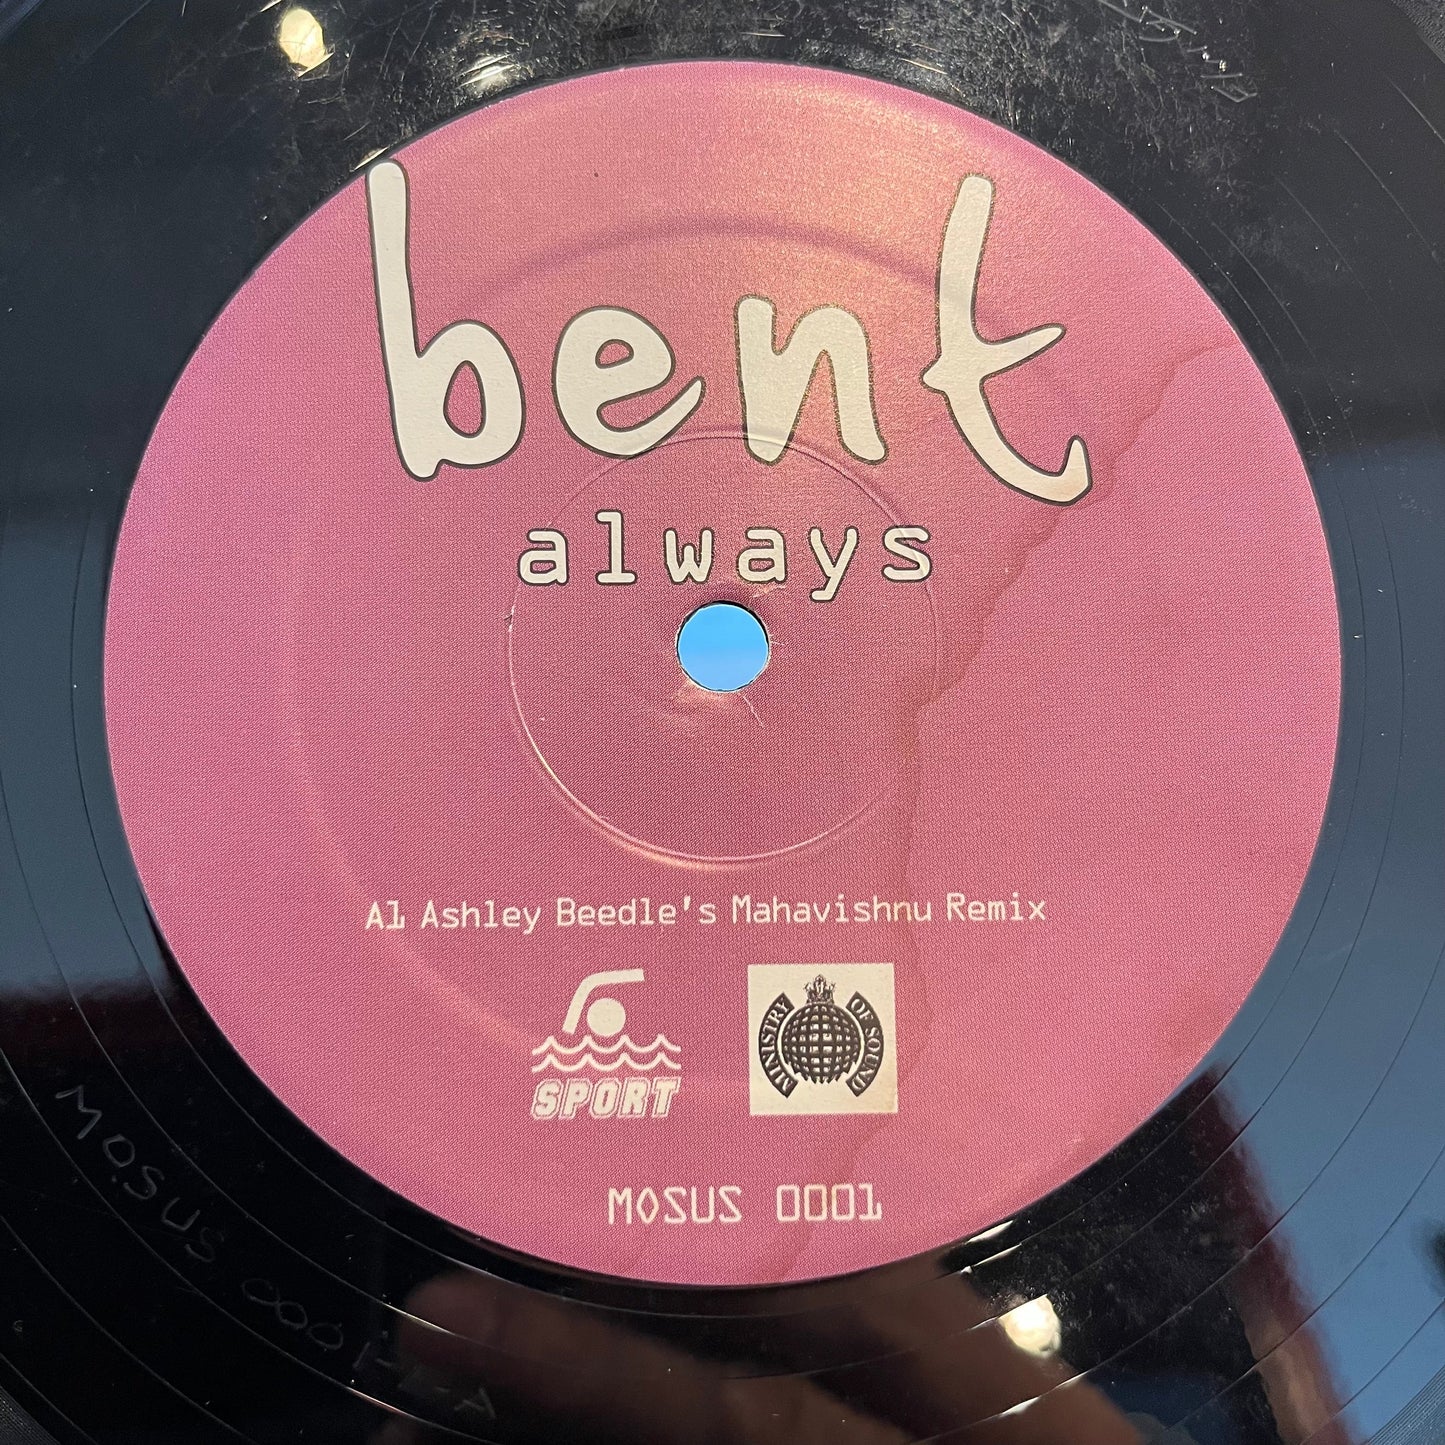 bent
always
A1 Ashley Beedle's Mahavishnu Remix
SPORT
MINISTRY OF SOUND
MOSUS 0001
MOSUS.0001-A